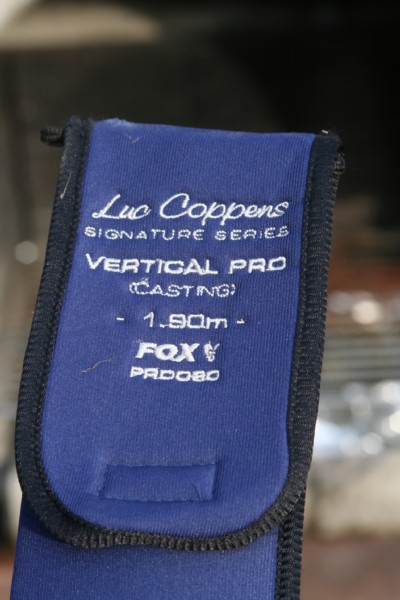 Luc Coppens
SIGNATURE SERIES
VERTICAL PRO
(CASTING)
- 1.90m -
FOX
PRD080